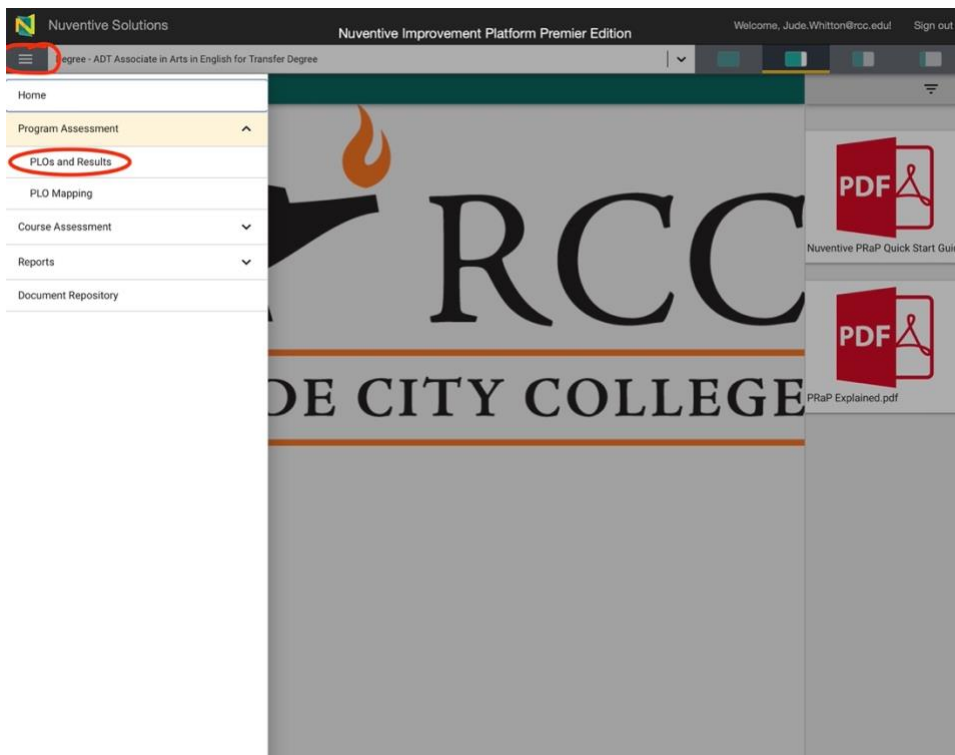 Nuventive Solutions
Nuventive Improvement Platform Premier Edition
Welcome, Jude.Whitton@rcc.edu!
Sign out
Degree - ADT Associate in Arts in English for Transfer Degree
Home
Program Assessment
PLOs and Results
PLO Mapping
Course Assessment
Reports
Document Repository
RCC
DE CITY COLLEGE
PDF
Nuventive PRaP Quick Start Gui
PDF
PRaP Explained.pdf